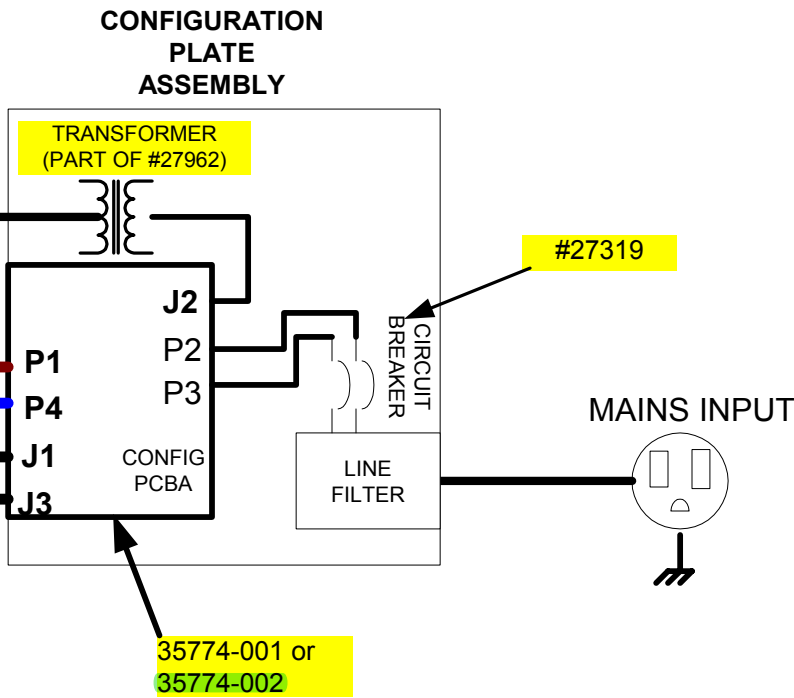 CONFIGURATION
PLATE
ASSEMBLY
TRANSFORMER
(PART OF #27962)
#27319
J2
P2
P3
P1
P4
J1
J3
CONFIG
PCBA
CIRCUIT
BREAKER
LINE
FILTER
MAINS INPUT
35774-001 or
35774-002